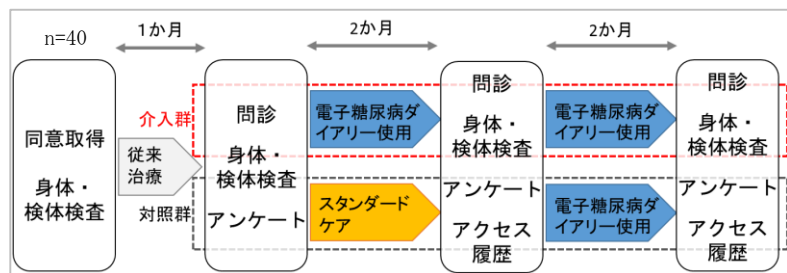 n=40
1か月
2か月
2か月
同意取得
身体・
検体検査
介入群
従来
治療
対照群
問診
身体・
検体検査
アンケート
電子糖尿病ダ
イアリー使用
スタンダード
ケア
問診
身体・
検体検査
アンケート
アクセス
履歴
電子糖尿病ダ
イアリー使用
電子糖尿病ダ
イアリー使用
問診
身体・
検体検査
アンケート
アクセス
履歴